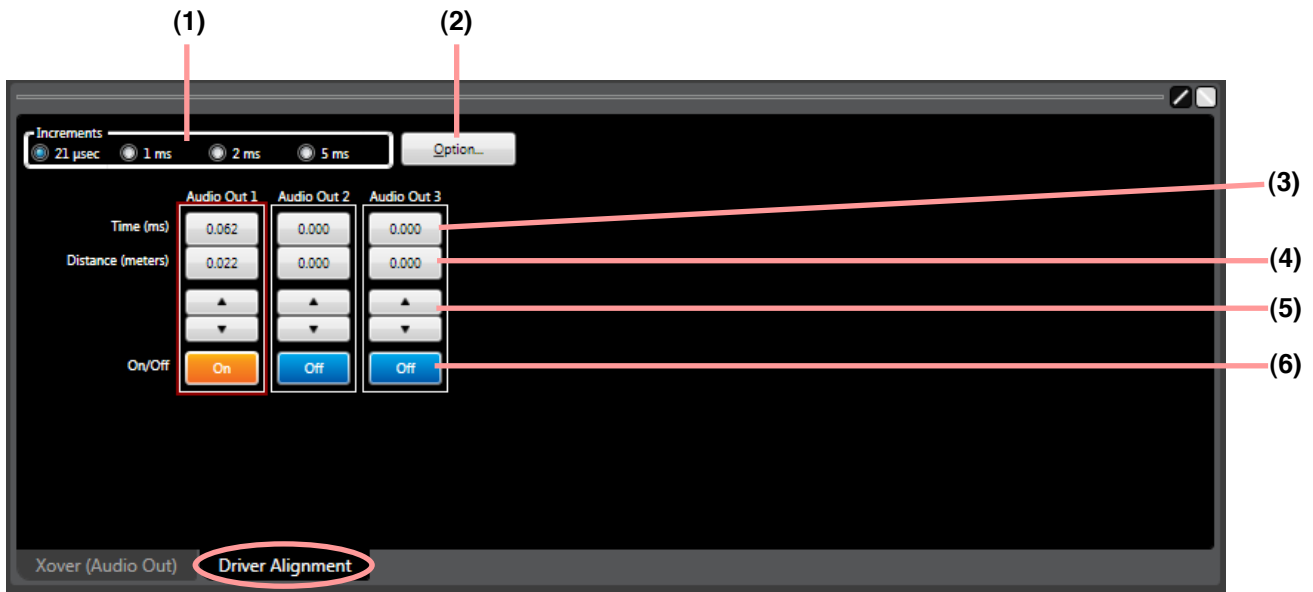 (1) (2)
Increments
21 μsec 1 ms 2 ms 5 ms Option...
Audio Out 1 Audio Out 2 Audio Out 3 (3)
Time (ms) 0.062 0.000 0.000
Distance (meters) 0.022 0.000 0.000 (4)
(5)
On/Off On Off Off (6)
Xover (Audio Out) Driver Alignment